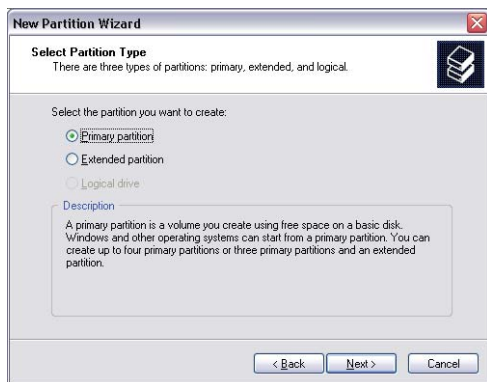 New Partition Wizard
Select Partition Type
There are three types of partitions: primary, extended, and logical.
Select the partition you want to create:
Primary partition
Extended partition
Logical drive
Description
A primary partition is a volume you create using free space on a basic disk.
Windows and other operating systems can start from a primary partition. You can
create up to four primary partitions or three primary partitions and an extended
partition.
< Back
Next >
Cancel